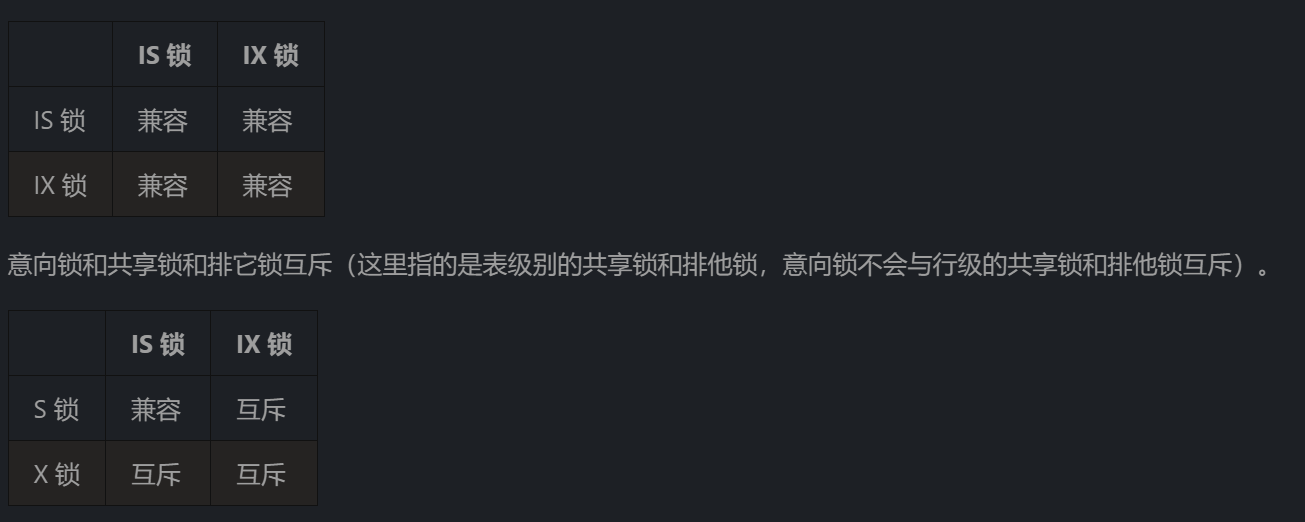 IS 锁 IX 锁
IS 锁 兼容 兼容
IX 锁 兼容 兼容
意向锁和共享锁和排它锁互斥（这里指的是表级别的共享锁和排他锁，意向锁不会与行级的共享锁和排他锁互斥）。
IS 锁 IX 锁
S 锁 兼容 互斥
X 锁 互斥 互斥